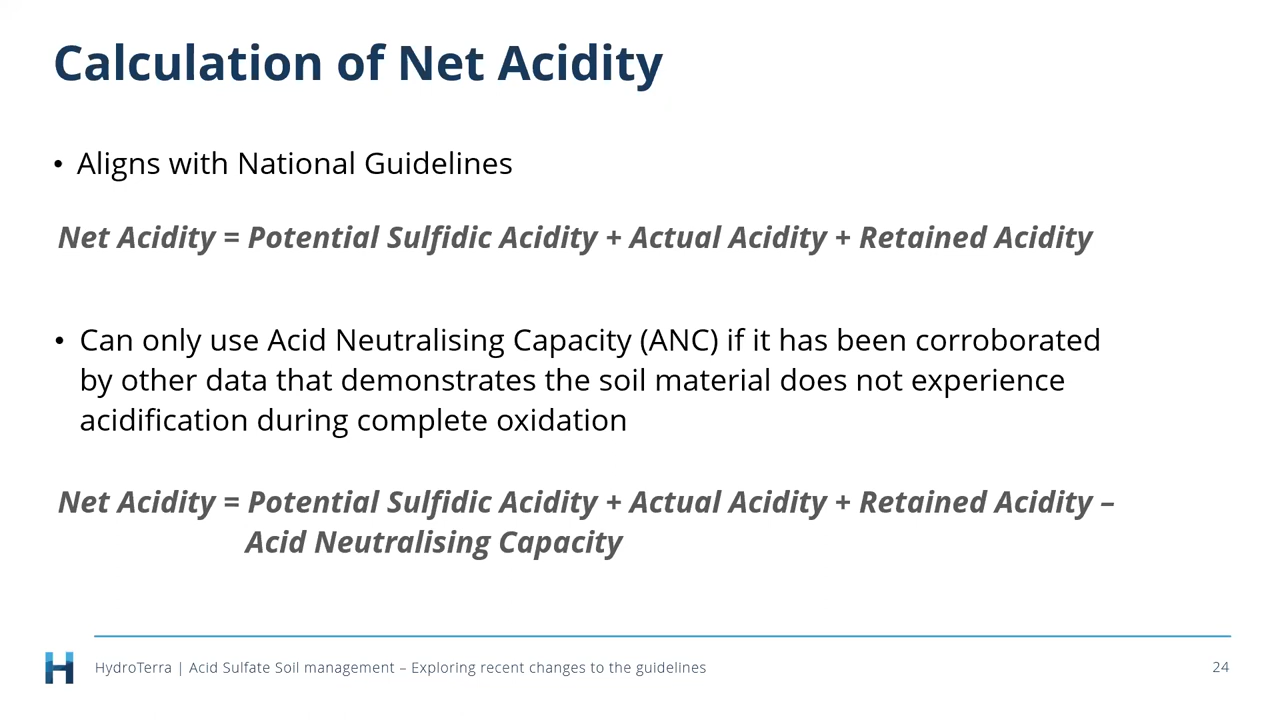 Calculation of Net Acidity
• Aligns with National Guidelines
Net Acidity = Potential Sulfidic Acidity + Actual Acidity + Retained Acidity
• Can only use Acid Neutralising Capacity (ANC) if it has been corroborated
by other data that demonstrates the soil material does not experience
acidification during complete oxidation
Net Acidity = Potential Sulfidic Acidity + Actual Acidity + Retained Acidity –
Acid Neutralising Capacity
HydroTerra | Acid Sulfate Soil management – Exploring recent changes to the guidelines
24